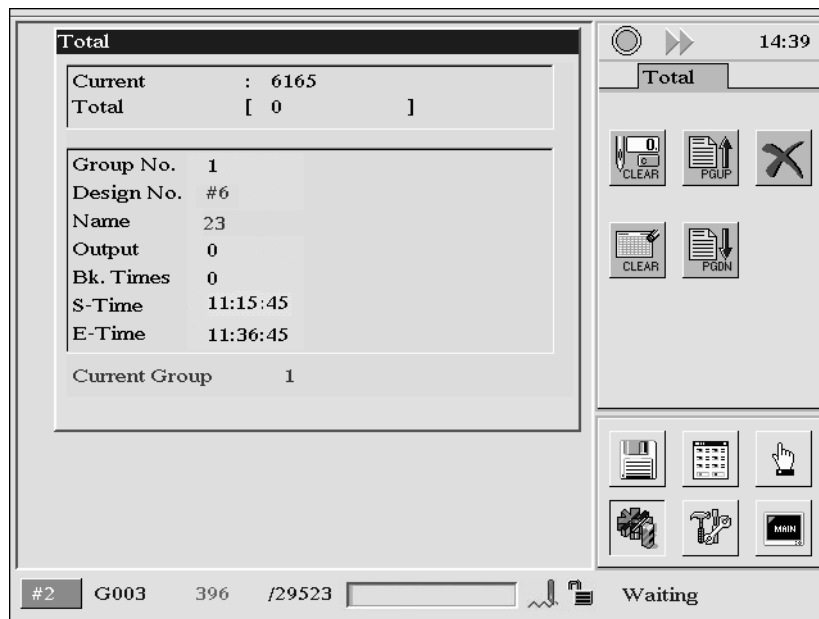 Total
Current : 6165
Total [ 0 ]
Group No. 1
Design No. #6
Name 23
Output 0
Bk. Times 0
S-Time 11:15:45
E-Time 11:36:45
Current Group 1
14:39
Total
0.
C
CLEAR
PGUP
CLEAR
PGDN
MAIN
#2 G003 396 /29523 Waiting